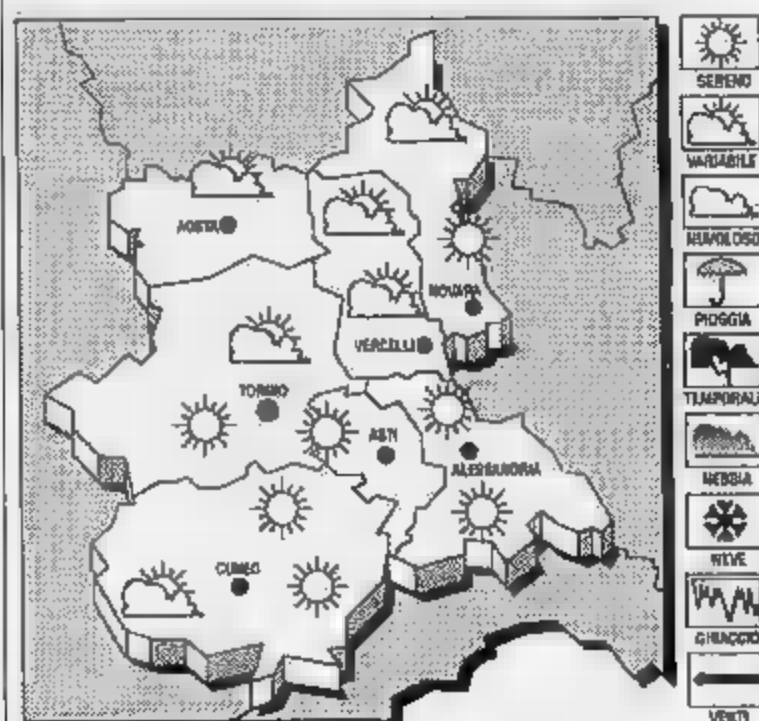 SERENO
VARIABILE
NUVOLOSO
PIOGGIA
TEMPORALI
NEBBIA
NEVE
GHIACCIO
VENTI
AOSTA
NOVARA
VERCELLI
TORINO
ASTI
ALESSANDRIA
CUNEO